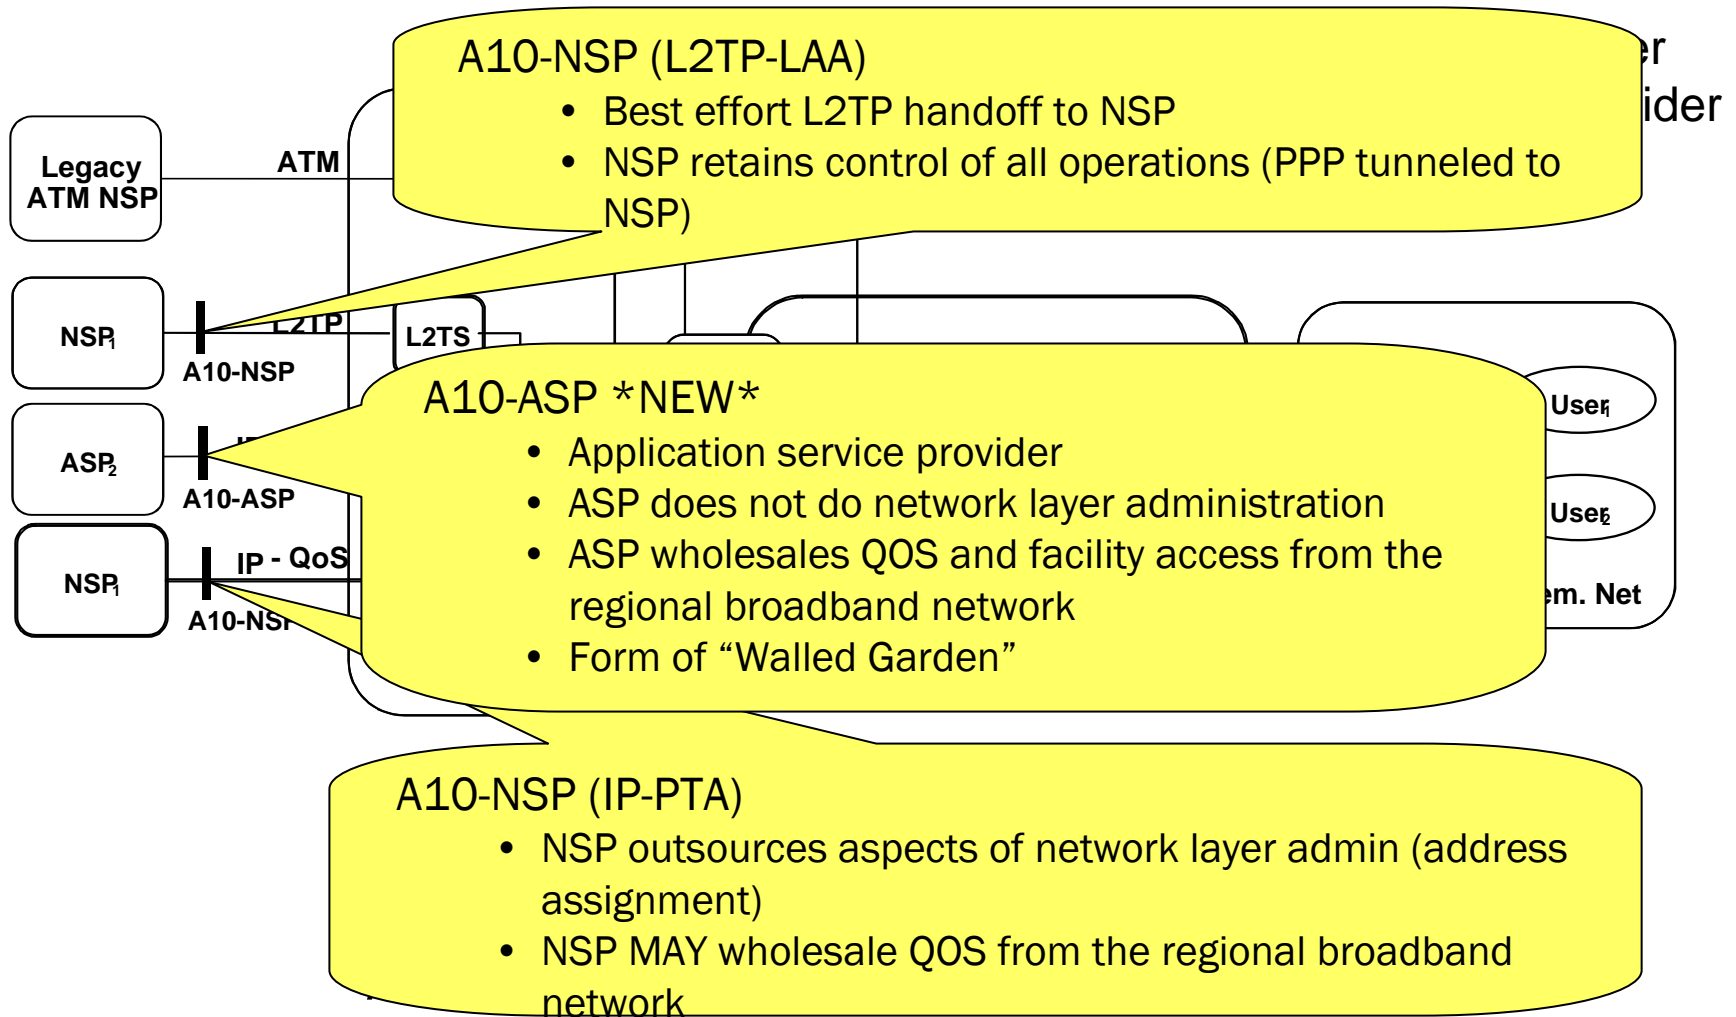 A10-NSP (L2TP-LAA)
• Best effort L2TP handoff to NSP
• NSP retains control of all operations (PPP tunneled to
NSP)
er
ider
Legacy
ATM NSP
ATM
NSP1
L2TP
A10-NSP
L2TS
A10-ASP *NEW*
• Application service provider
• ASP does not do network layer administration
• ASP wholesales QOS and facility access from the
regional broadband network
• Form of “Walled Garden”
ASP2
A10-ASP
NSP1
IP - QoS
A10-NSP
User1
User2
em. Net
A10-NSP (IP-PTA)
• NSP outsources aspects of network layer admin (address
assignment)
• NSP MAY wholesale QOS from the regional broadband
network